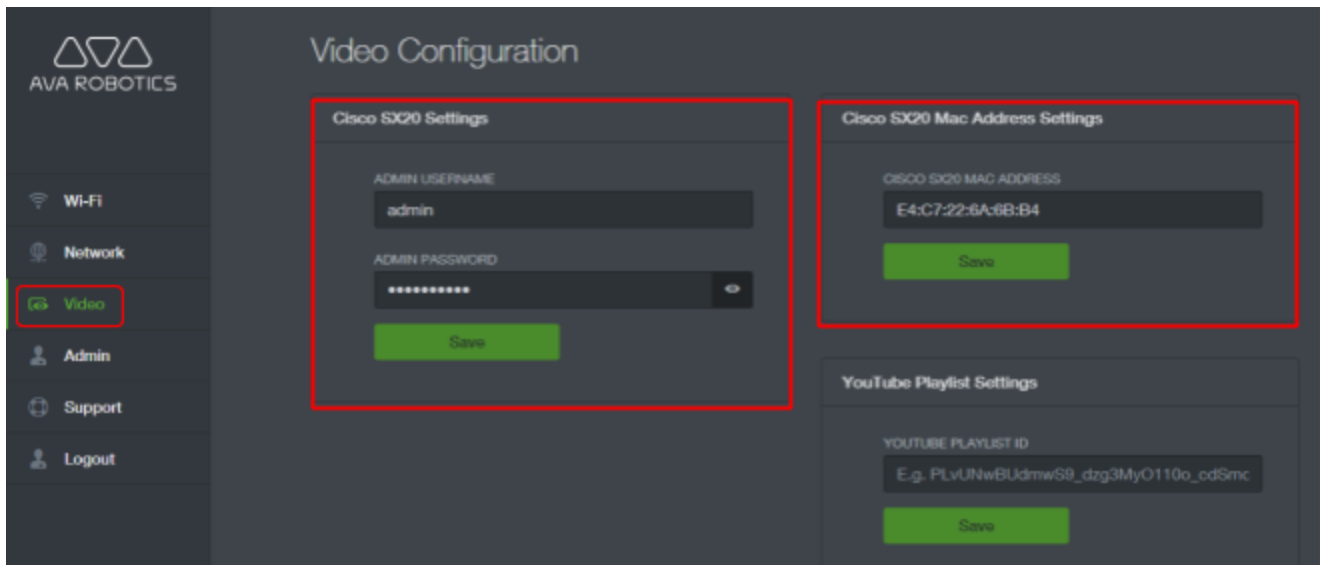 AVA ROBOTICS
Wi-Fi
Network
Video
Admin
Support
Logout
Video Configuration
Cisco SX20 Settings
ADMIN USERNAME
admin
ADMIN PASSWORD
••••••••••
Save
Cisco SX20 Mac Address Settings
CISCO SX20 MAC ADDRESS
E4:C7:22:6A:6B:B4
Save
YouTube Playlist Settings
YOUTUBE PLAYLIST ID
E.g. PLvUNwBUdmwS9_dzg3MyO110o_cdSmc
Save